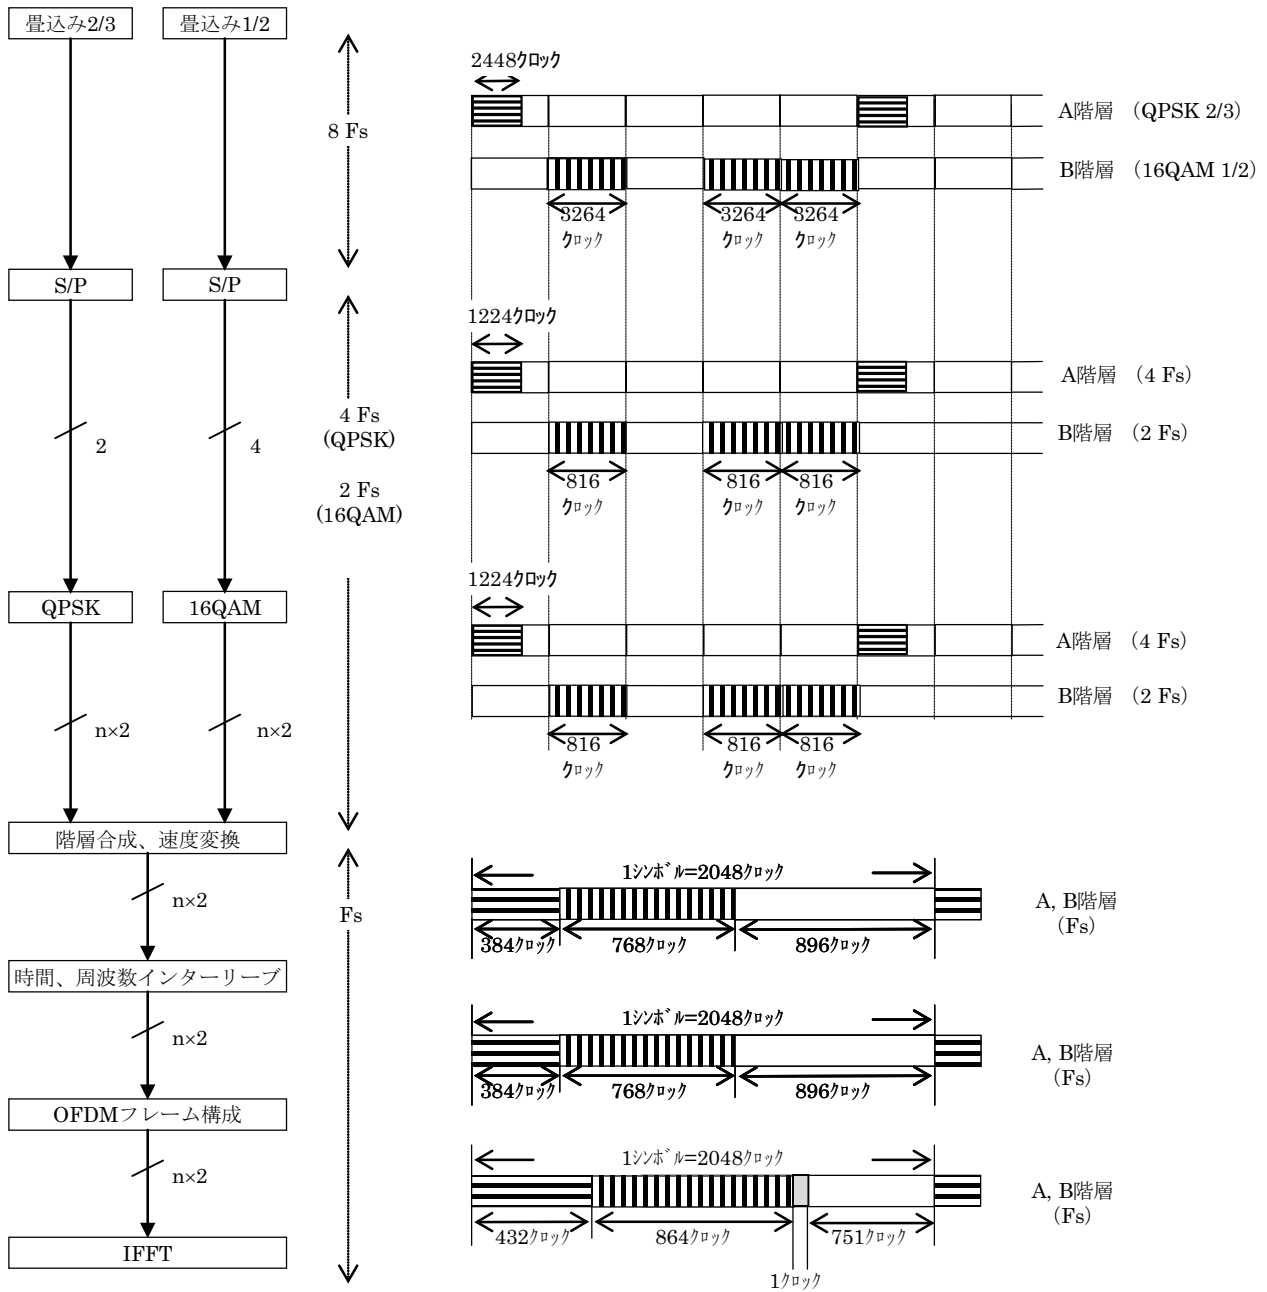 畳込み2/3
畳込み1/2
8 Fs
2448ｸﾛｯｸ
A階層 （QPSK 2/3)
B階層 （16QAM 1/2）
3264
ｸﾛｯｸ
3264
ｸﾛｯｸ
3264
ｸﾛｯｸ
S/P
S/P
2
4
4 Fs
(QPSK)
2 Fs
(16QAM)
1224ｸﾛｯｸ
A階層 （4 Fs）
B階層 （2 Fs）
816
ｸﾛｯｸ
816
ｸﾛｯｸ
816
ｸﾛｯｸ
QPSK
16QAM
n×2
n×2
1224ｸﾛｯｸ
A階層 （4 Fs）
B階層 （2 Fs）
816
ｸﾛｯｸ
816
ｸﾛｯｸ
816
ｸﾛｯｸ
階層合成、速度変換
n×2
Fs
1ｼﾝﾎﾞﾙ=2048ｸﾛｯｸ
384ｸﾛｯｸ
768ｸﾛｯｸ
896ｸﾛｯｸ
A, B階層
（Fs）
時間、周波数インターリーブ
n×2
1ｼﾝﾎﾞﾙ=2048ｸﾛｯｸ
384ｸﾛｯｸ
768ｸﾛｯｸ
896ｸﾛｯｸ
A, B階層
（Fs）
OFDMフレーム構成
n×2
1ｼﾝﾎﾞﾙ=2048ｸﾛｯｸ
432ｸﾛｯｸ
864ｸﾛｯｸ
751ｸﾛｯｸ
1ｸﾛｯｸ
A, B階層
（Fs）
IFFT